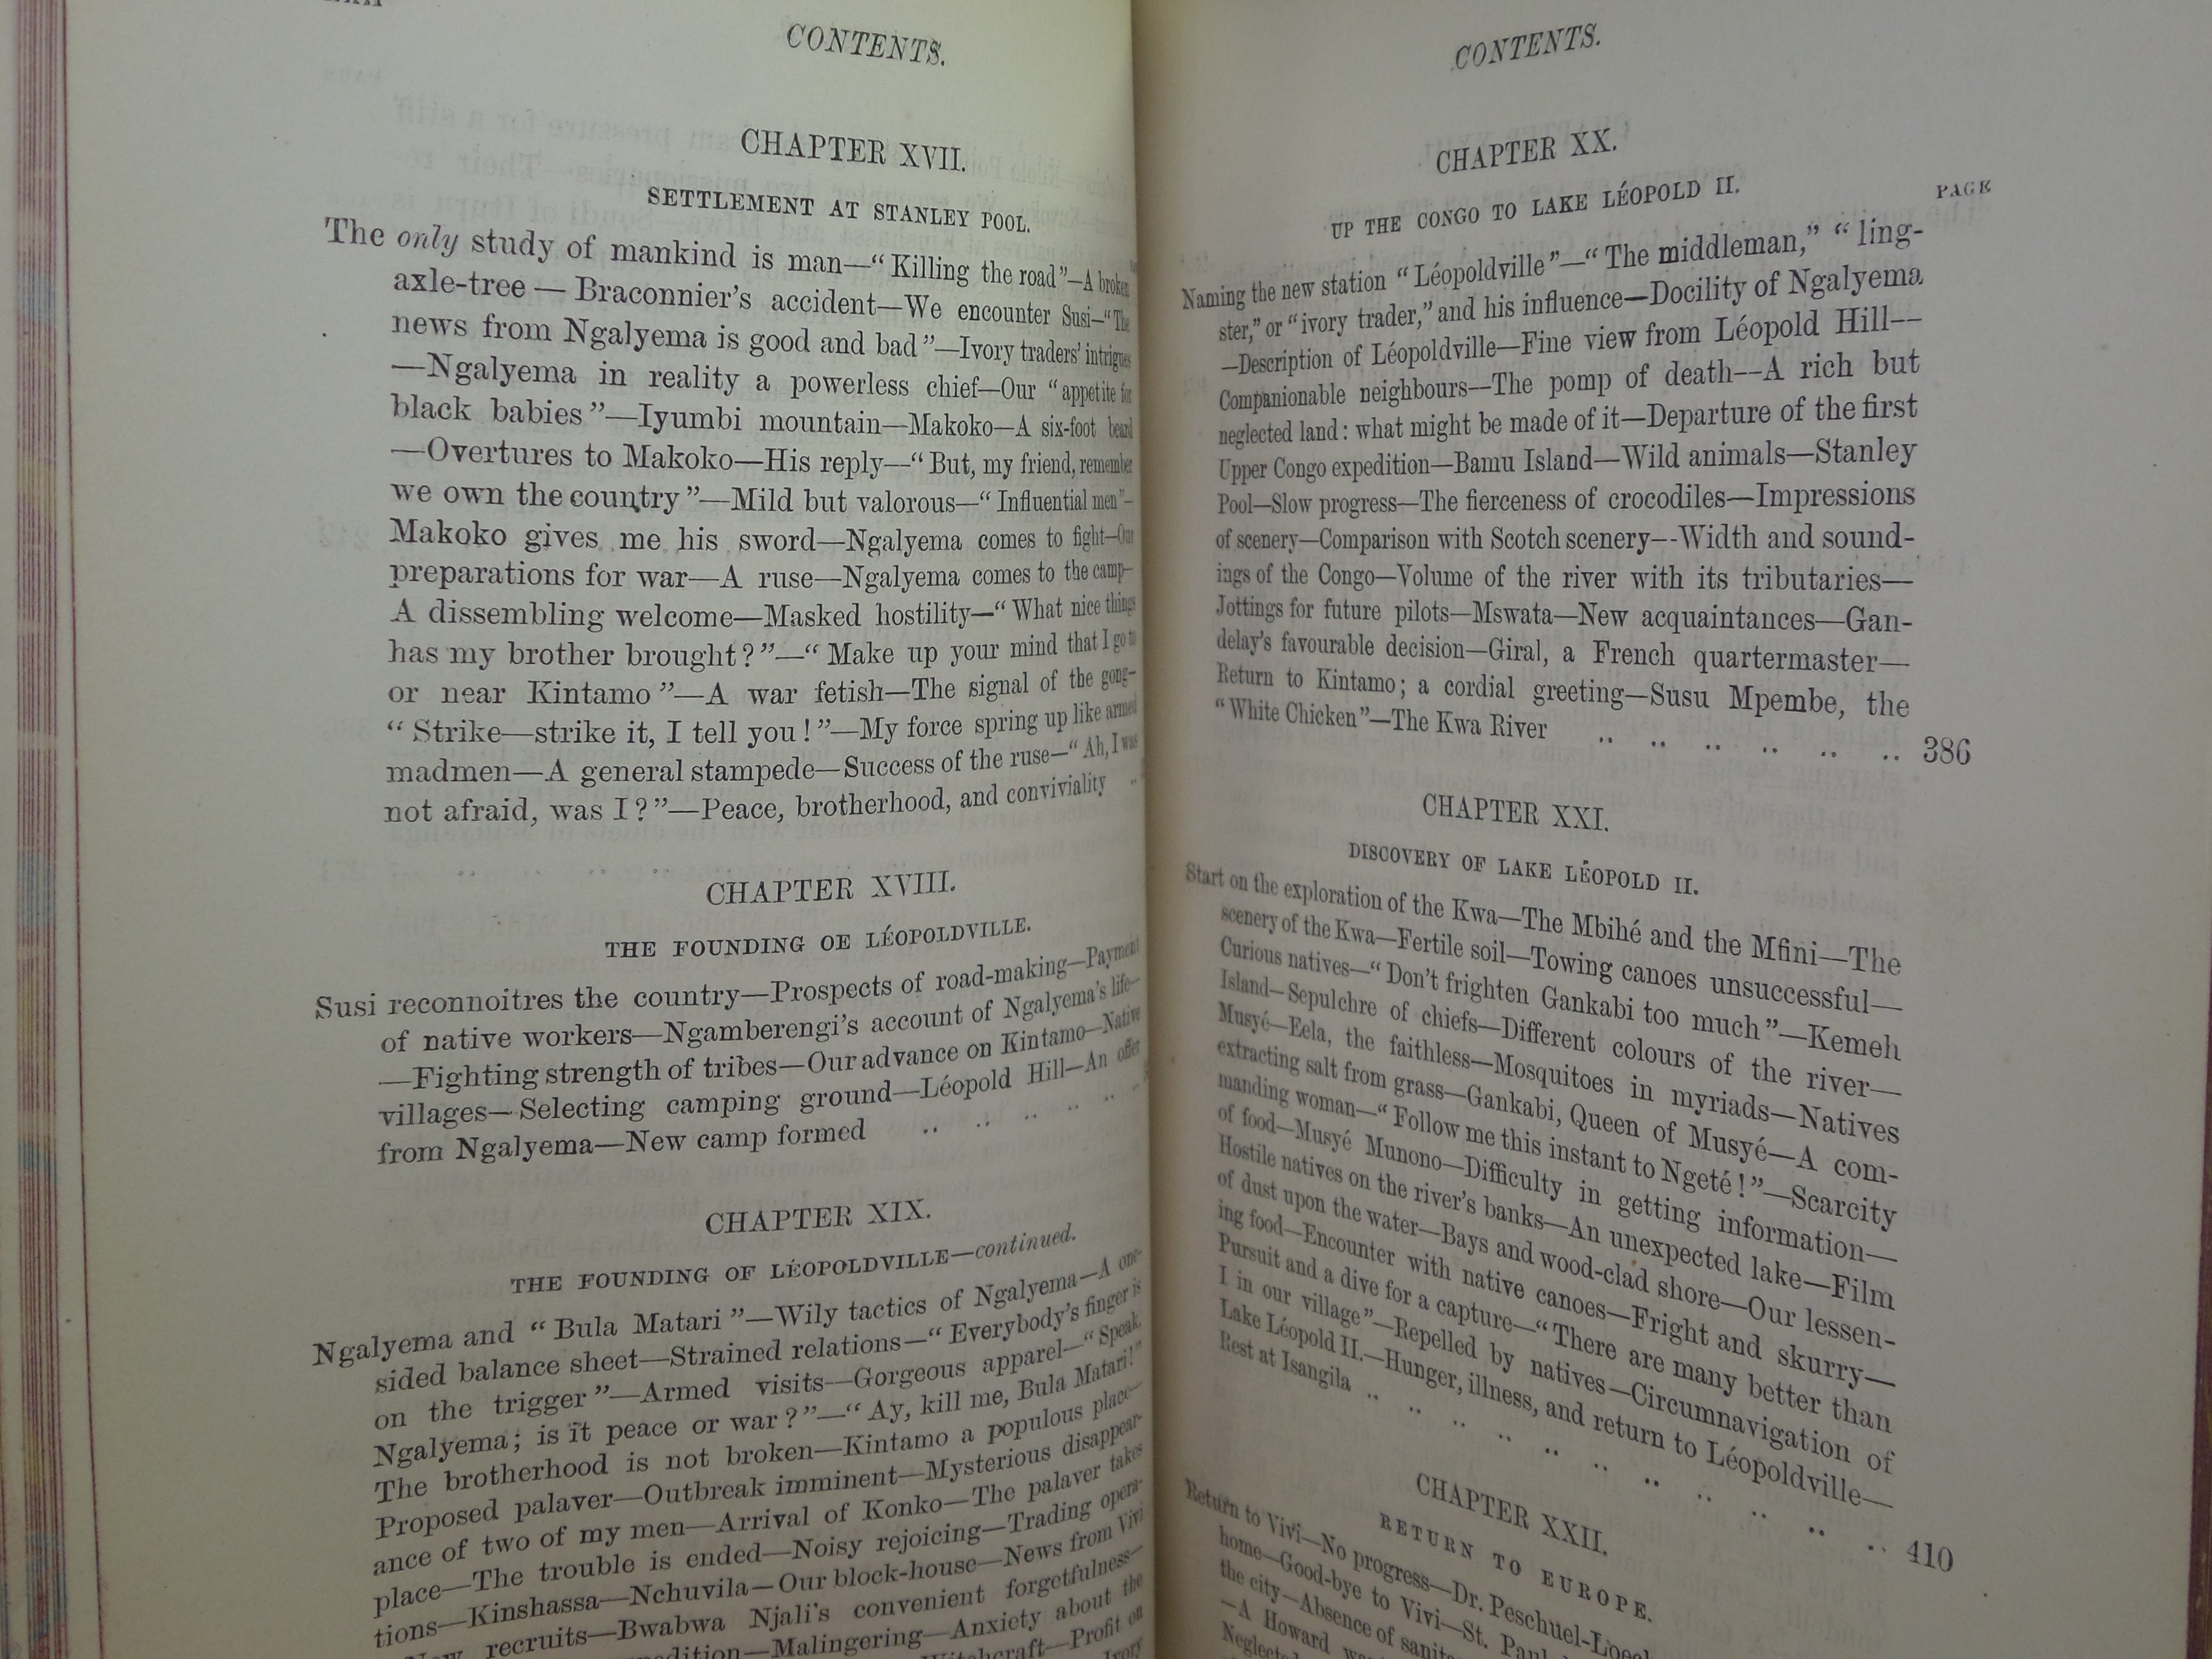 CONTENTS.
CHAPTER XVII.
SETTLEMENT AT STANLEY POOL.
The only study of mankind is man—“Killing the road”—A broken
axle-tree — Braconnier’s accident—We encounter Susi—“The
news from Ngalyema is good and bad”—Ivory traders’ intrigues
—Ngalyema in reality a powerless chief—Our “appetite for
black babies”—Iyumbi mountain—Makoko—A six-foot beard
—Overtures to Makoko—His reply—“But, my friend, remember
we own the country”—Mild but valorous—“Influential men”—
Makoko gives me his sword—Ngalyema comes to fight—Our
preparations for war—A ruse—Ngalyema comes to the camp—
A dissembling welcome—Masked hostility—“What nice things
has my brother brought?”—“Make up your mind that I go to
or near Kintamo”—A war fetish—The signal of the gong—
“Strike—strike it, I tell you!”—My force spring up like armed
madmen—A general stampede—Success of the ruse—“Ah, I was
not afraid, was I?”—Peace, brotherhood, and conviviality ..
CHAPTER XVIII.
THE FOUNDING OE LÉOPOLDVILLE.
Susi reconnoitres the country—Prospects of road-making—Payment
of native workers—Ngamberengi’s account of Ngalyema’s life—
—Fighting strength of tribes—Our advance on Kintamo—Native
villages—Selecting camping ground—Léopold Hill—An offer
from Ngalyema—New camp formed .. .. .. .. ..
CHAPTER XIX.
THE FOUNDING OF LÉOPOLDVILLE—continued.
Ngalyema and “Bula Matari”—Wily tactics of Ngalyema—A one-
sided balance sheet—Strained relations—“Everybody’s finger is
on the trigger”—Armed visits—Gorgeous apparel—“Speak,
Ngalyema; is it peace or war?”—“Ay, kill me, Bula Matari!”
The brotherhood is not broken—Kintamo a populous place—
Proposed palaver—Outbreak imminent—Mysterious disappear-
ance of two of my men—Arrival of Konko—The palaver takes
place—The trouble is ended—Noisy rejoicing—Trading opera-
tions—Kinshassa—Nchuvila—Our block-house—News from Vivi
recruits—Bwabwa Njali’s convenient forgetfulness—
—Malingering—Anxiety about the
—Profit on
Ivory
CONTENTS.
CHAPTER XX.
UP THE CONGO TO LAKE LÉOPOLD II.
PAGE
Naming the new station “Léopoldville”—“The middleman,” “ling-
ster,” or “ivory trader,” and his influence—Docility of Ngalyema
—Description of Léopoldville—Fine view from Léopold Hill—
Companionable neighbours—The pomp of death—A rich but
neglected land: what might be made of it—Departure of the first
Upper Congo expedition—Bamu Island—Wild animals—Stanley
Pool—Slow progress—The fierceness of crocodiles—Impressions
of scenery—Comparison with Scotch scenery—Width and sound-
ings of the Congo—Volume of the river with its tributaries—
Jottings for future pilots—Mswata—New acquaintances—Gan-
delay’s favourable decision—Giral, a French quartermaster—
Return to Kintamo; a cordial greeting—Susu Mpembe, the
“White Chicken”—The Kwa River .. .. .. .. .. .. 386
CHAPTER XXI.
DISCOVERY OF LAKE LÉOPOLD II.
Start on the exploration of the Kwa—The Mbihé and the Mfini—The
scenery of the Kwa—Fertile soil—Towing canoes unsuccessful—
Curious natives—“Don’t frighten Gankabi too much”—Kemeh
Island—Sepulchre of chiefs—Different colours of the river—
Musyé—Eela, the faithless—Mosquitoes in myriads—Natives
extracting salt from grass—Gankabi, Queen of Musyé—A com-
manding woman—“Follow me this instant to Ngeté!”—Scarcity
of food—Musyé Munono—Difficulty in getting information—
Hostile natives on the river’s banks—An unexpected lake—Film
of dust upon the water—Bays and wood-clad shore—Our lessen-
ing food—Encounter with native canoes—Fright and skurry—
Pursuit and a dive for a capture—“There are many better than
I in our village”—Repelled by natives—Circumnavigation of
Lake Léopold II.—Hunger, illness, and return to Léopoldville—
Rest at Isangila .. .. .. .. .. .. .. .. .. .. .. .. 410
CHAPTER XXII.
RETURN TO EUROPE.
Return to Vivi—No progress—Dr. Peschuel-Loe
home—Good-bye to Vivi—St. Paul
the city—Absence of
—A Howard